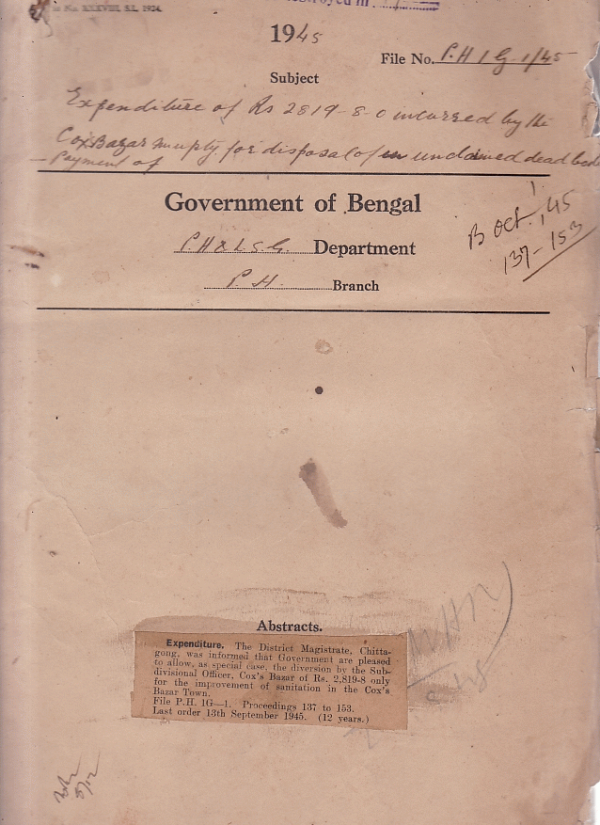 XXXVIII, S.L. 1924.
1945
File No. P.H 1 G-1/45
Subject
Expenditure of Rs 2819-8-0 incurred by the
Cox Bazar mupty for disposal of unclaimed dead
– Payment of
Government of Bengal
P.H & L.S.G. Department
P.H. Branch
B Oct., 45
137-153
Abstracts.
Expenditure. The District Magistrate, Chitta-
gong, was informed that Government are pleased
to allow, as special case, the diversion by the Sub-
divisional Officer, Cox's Bazar of Rs. 2,819-8 only
for the improvement of sanitation in the Cox's
Bazar Town.
File P.H. 1G—1. Proceedings 137 to 153.
Last order 13th September 1945. (12 years.)